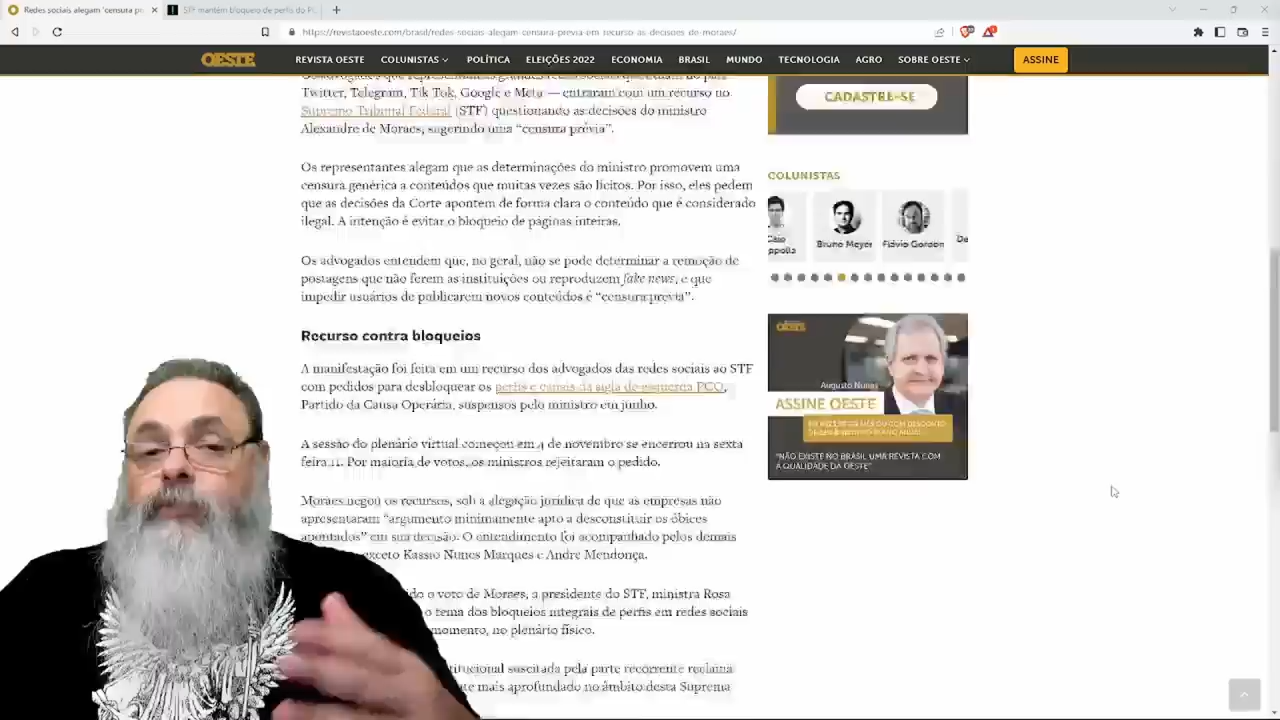 Redes sociais alegam 'censura pr
STF mantém bloqueio de perfis do PC
https://revistaoeste.com/brasil/redes-sociais-alegam-censura-previa-em-recurso-as-decisoes-de-moraes/
OESTE
REVISTA OESTE
COLUNISTAS
POLÍTICA
ELEIÇÕES 2022
ECONOMIA
BRASIL
MUNDO
TECNOLOGIA
AGRO
SOBRE OESTE
ASSINE
Twitter, Telegram, Tik Tok, Google e Meta — entraram com um recurso no
Supremo Tribunal Federal (STF) questionando as decisões do ministro
Alexandre de Moraes, sugerindo uma “censura prévia”.
Os representantes alegam que as determinações do ministro promovem uma
censura genérica a conteúdos que muitas vezes são lícitos. Por isso, eles pedem
que as decisões da Corte apontem de forma clara o conteúdo que é considerado
ilegal. A intenção é evitar o bloqueio de páginas inteiras.
Os advogados entendem que, no geral, não se pode determinar a remoção de
postagens que não ferem as instituições ou reproduzem fake news, e que
impedir usuários de publicarem novos conteúdos é “censura prévia”.
Recurso contra bloqueios
A manifestação foi feita em um recurso dos advogados das redes sociais ao STF
com pedidos para desbloquear os perfis e canais da sigla de esquerda PCO,
Partido da Causa Operária, suspensos pelo ministro em junho.
A sessão do plenário virtual começou em 4 de novembro se encerrou na sexta
feira 11. Por maioria de votos, os ministros rejeitaram o pedido.
Moraes negou os recursos, sob a alegação jurídica de que as empresas não
apresentaram “argumento minimamente apto a desconstituir os óbices
apontados” em sua decisão. O entendimento foi acompanhado pelos demais
exceto Kassio Nunes Marques e André Mendonça.
do o voto de Moraes, a presidente do STF, ministra Rosa
o tema dos bloqueios integrais de perfis em redes sociais
momento, no plenário físico.
titucional suscitada pela parte recorrente reclama
te mais aprofundado no âmbito desta Suprema
CADASTRE-SE
COLUNISTAS
Caio
ppolla
Bruno Meyer
Flávio Gordon
De
OESTE
Augusto Nunes
ASSINE OESTE
“NÃO EXISTE NO BRASIL UMA REVISTA COM
A QUALIDADE DA OESTE”